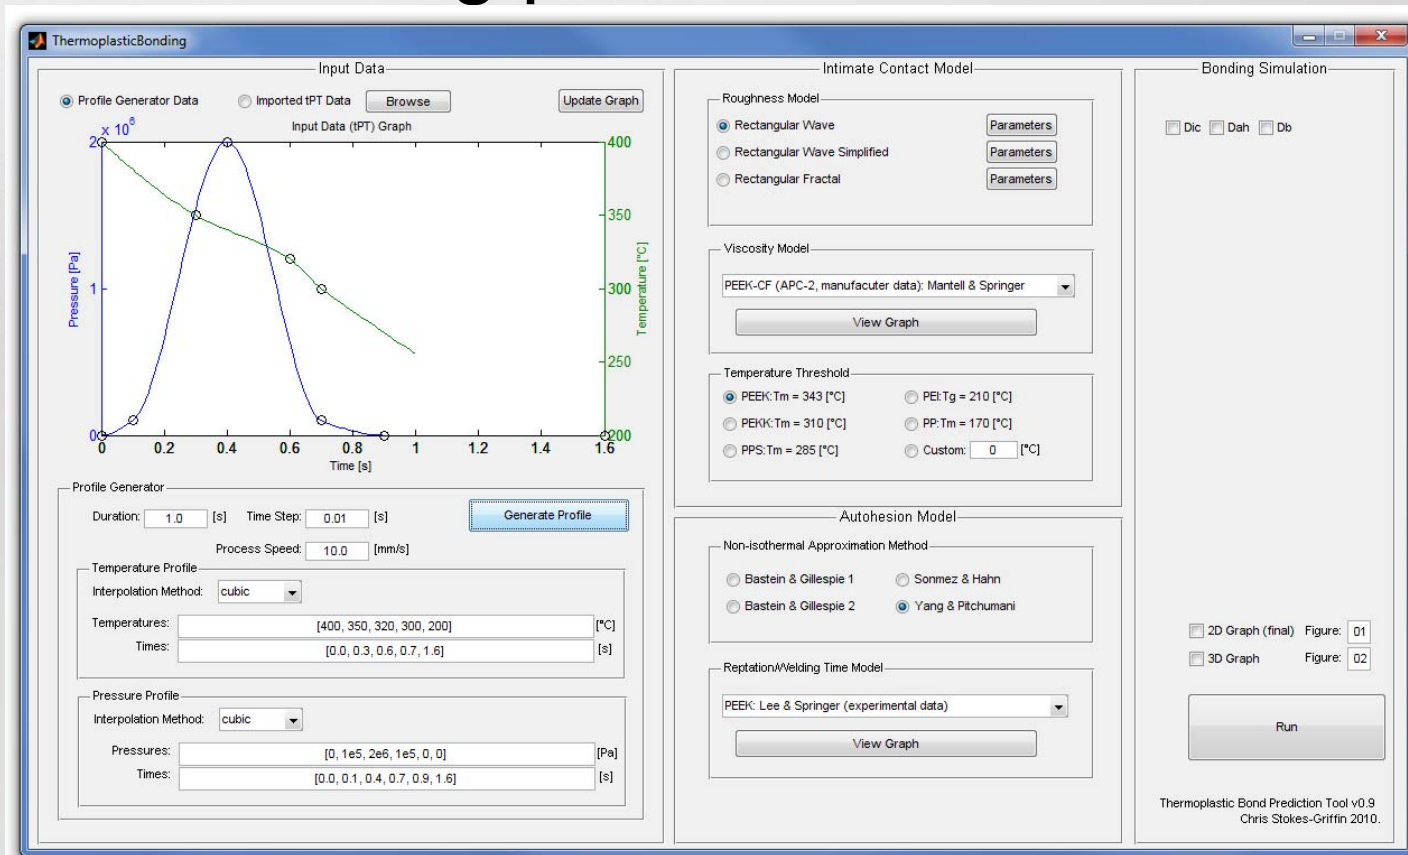 ThermoplasticBonding
Input Data
Profile Generator Data Imported tPT Data Browse Update Graph
x 10^6 Input Data (tPT) Graph
2 400
350
1 300
250
0 200
Pressure [Pa]
Temperature [°C]
0 0.2 0.4 0.6 0.8 1 1.2 1.4 1.6
Time [s]
Profile Generator
Duration: 1.0 [s] Time Step: 0.01 [s] Generate Profile
Process Speed: 10.0 [mm/s]
Temperature Profile
Interpolation Method: cubic
Temperatures: [400, 350, 320, 300, 200] [°C]
Times: [0.0, 0.3, 0.6, 0.7, 1.6] [s]
Pressure Profile
Interpolation Method: cubic
Pressures: [0, 1e5, 2e6, 1e5, 0, 0] [Pa]
Times: [0.0, 0.1, 0.4, 0.7, 0.9, 1.6] [s]
Intimate Contact Model
Roughness Model
Rectangular Wave Parameters
Rectangular Wave Simplified Parameters
Rectangular Fractal Parameters
Viscosity Model
PEEK-CF (APC-2, manufacuter data): Mantell & Springer
View Graph
Temperature Threshold
PEEK:Tm = 343 [°C] PEI:Tg = 210 [°C]
PEKK:Tm = 310 [°C] PP:Tm = 170 [°C]
PPS:Tm = 285 [°C] Custom: 0 [°C]
Autohesion Model
Non-isothermal Approximation Method
Bastein & Gillespie 1 Sonmez & Hahn
Bastein & Gillespie 2 Yang & Pitchumani
Reptation/Welding Time Model
PEEK: Lee & Springer (experimental data)
View Graph
Bonding Simulation
Dic Dah Db
2D Graph (final) Figure: 01
3D Graph Figure: 02
Run
Thermoplastic Bond Prediction Tool v0.9
Chris Stokes-Griffin 2010.